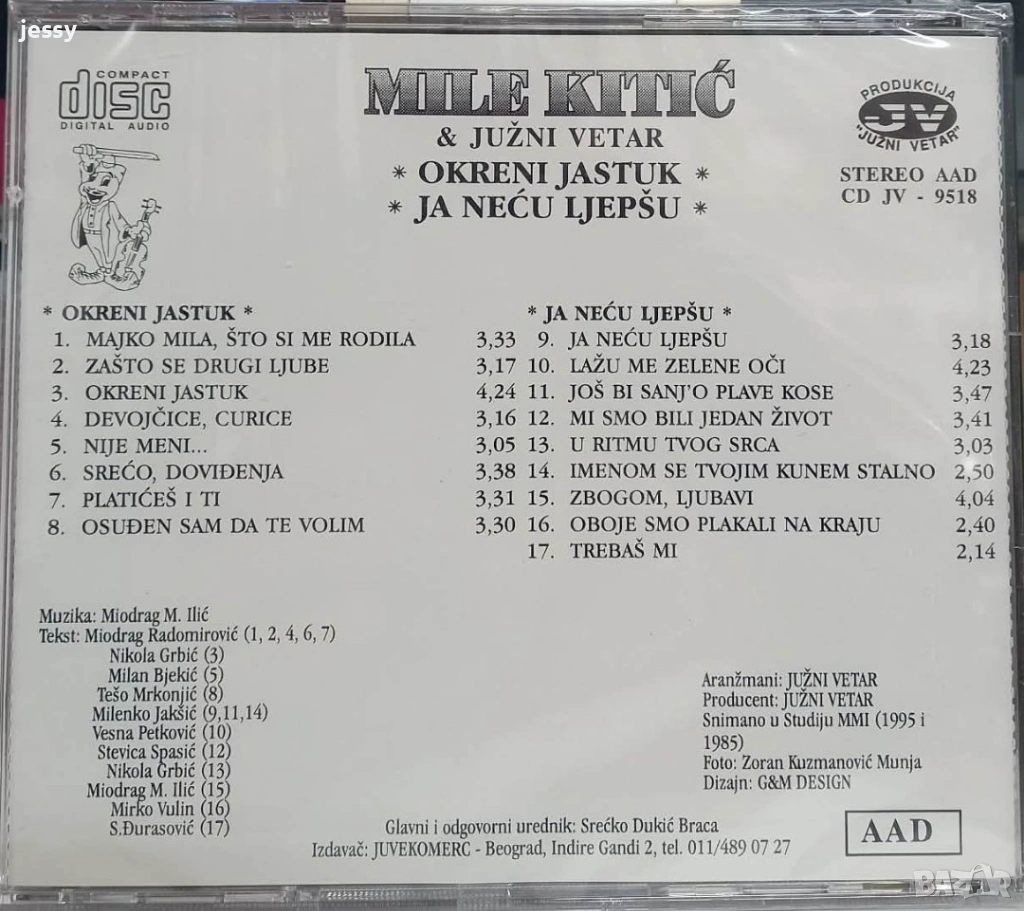 jessy
COMPACT
disc
DIGITAL AUDIO
MILE KITIĆ
& JUŽNI VETAR
* OKRENI JASTUK *
* JA NEĆU LJEPŠU *
PRODUKCIJA
JV
"JUŽNI VETAR"
STEREO AAD
CD JV - 9518
* OKRENI JASTUK *
1. MAJKO MILA, ŠTO SI ME RODILA 3,33
2. ZAŠTO SE DRUGI LJUBE 3,17
3. OKRENI JASTUK 4,24
4. DEVOJČICE, CURICE 3,16
5. NIJE MENI... 3,05
6. SREĆO, DOVIĐENJA 3,38
7. PLATIĆEŠ I TI 3,31
8. OSUĐEN SAM DA TE VOLIM 3,30
* JA NEĆU LJEPŠU *
9. JA NEĆU LJEPŠU 3,18
10. LAŽU ME ZELENE OČI 4,23
11. JOŠ BI SANJ'O PLAVE KOSE 3,47
12. MI SMO BILI JEDAN ŽIVOT 3,41
13. U RITMU TVOG SRCA 3,03
14. IMENOM SE TVOJIM KUNEM STALNO 2,50
15. ZBOGOM, LJUBAVI 4,04
16. OBOJE SMO PLAKALI NA KRAJU 2,40
17. TREBAŠ MI 2,14
Muzika: Miodrag M. Ilić
Tekst: Miodrag Radomirović (1, 2, 4, 6, 7)
Nikola Grbić (3)
Milan Bjekić (5)
Tešo Mrkonjić (8)
Milenko Jakšić (9,11,14)
Vesna Petković (10)
Stevica Spasić (12)
Nikola Grbić (13)
Miodrag M. Ilić (15)
Mirko Vulin (16)
S.Đurasović (17)
Aranžmani: JUŽNI VETAR
Producent: JUŽNI VETAR
Snimano u Studiju MMI (1995 i
1985)
Foto: Zoran Kuzmanović Munja
Dizajn: G&M DESIGN
Glavni i odgovorni urednik: Srećko Dukić Braca
Izdavač: JUVEKOMERC - Beograd, Indire Gandi 2, tel. 011/489 07 27
AAD
BAZAR